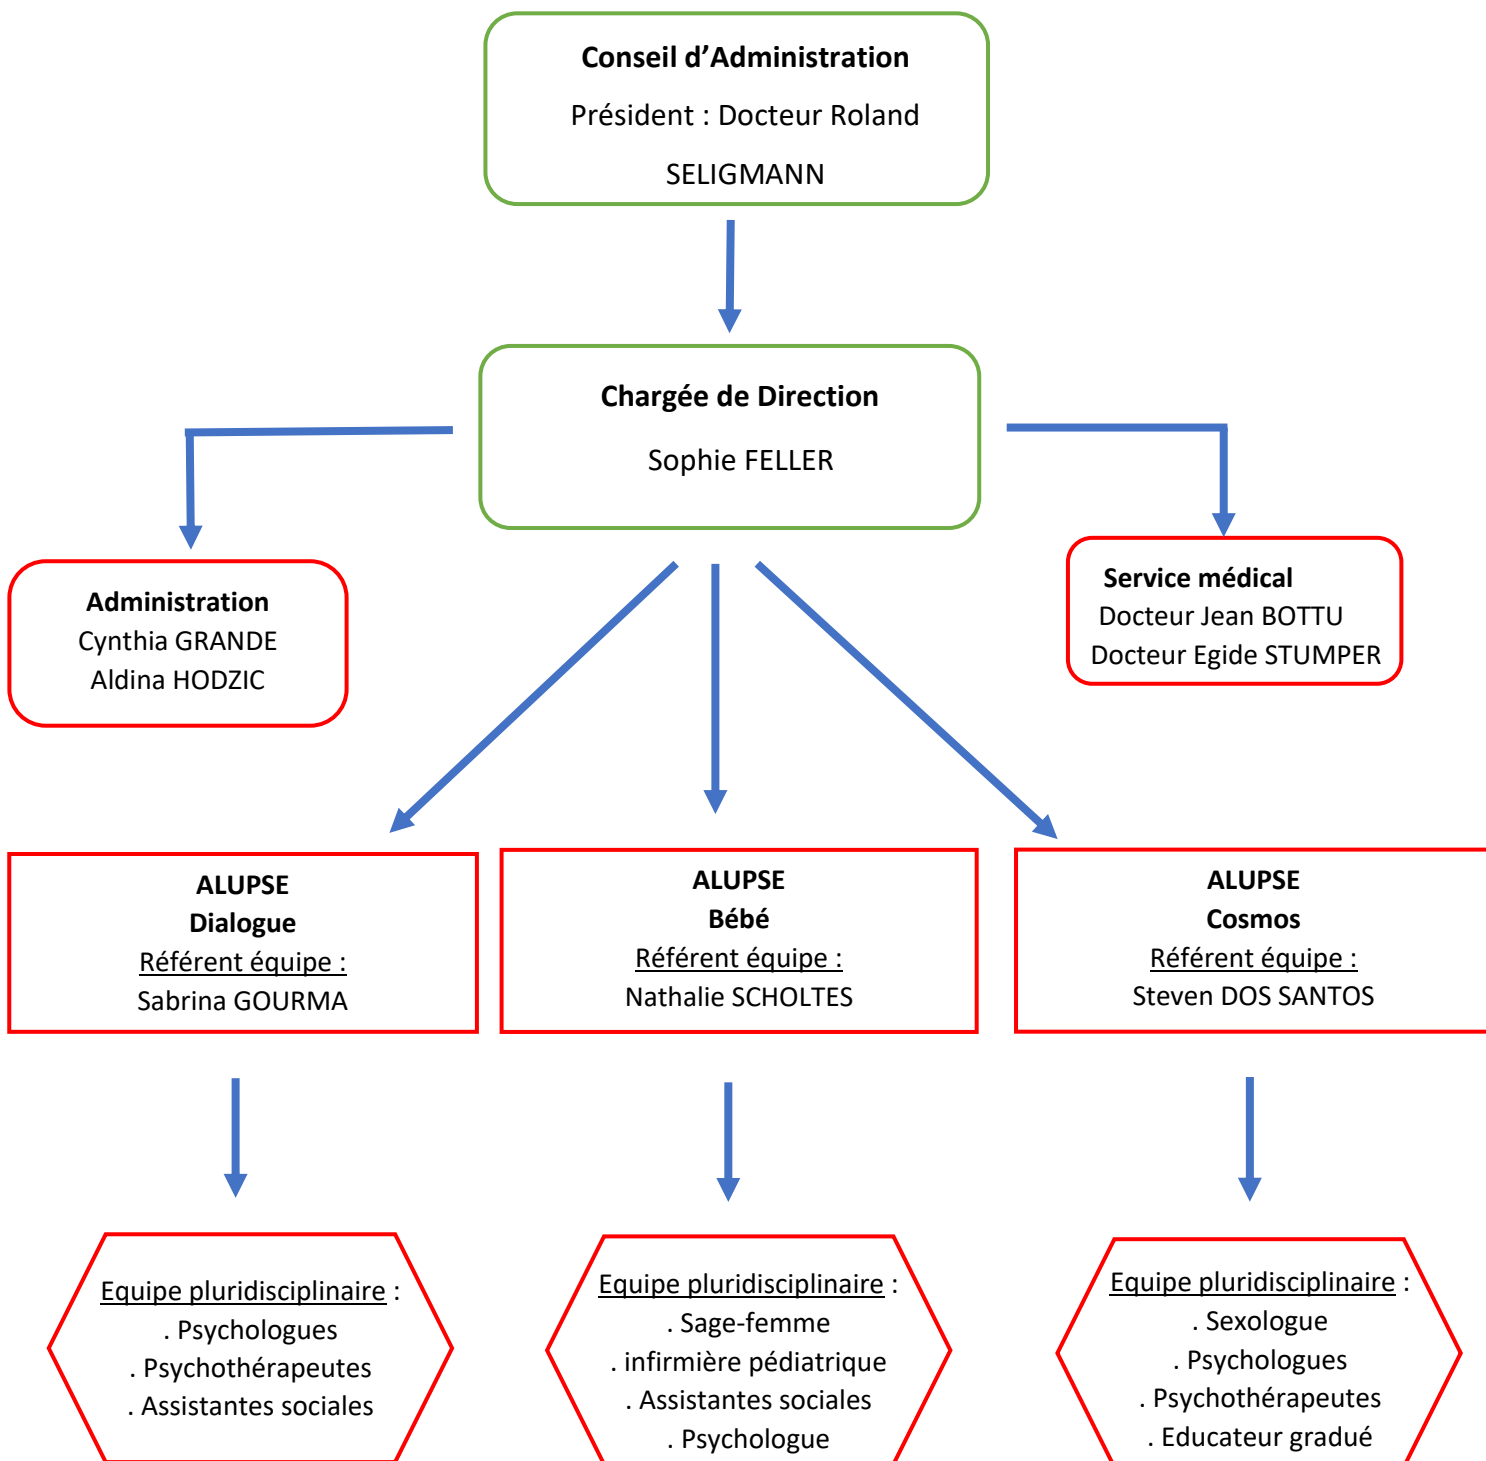 Conseil d’Administration
Président : Docteur Roland
SELIGMANN
Chargée de Direction
Sophie FELLER
Administration
Cynthia GRANDE
Aldina HODZIC
Service médical
Docteur Jean BOTTU
Docteur Egide STUMPER
ALUPSE
Dialogue
Référent équipe :
Sabrina GOURMA
ALUPSE
Bébé
Référent équipe :
Nathalie SCHOLTES
ALUPSE
Cosmos
Référent équipe :
Steven DOS SANTOS
Equipe pluridisciplinaire :
. Psychologues
. Psychothérapeutes
. Assistantes sociales
Equipe pluridisciplinaire :
. Sage-femme
. infirmière pédiatrique
. Assistantes sociales
. Psychologue
Equipe pluridisciplinaire :
. Sexologue
. Psychologues
. Psychothérapeutes
. Educateur gradué